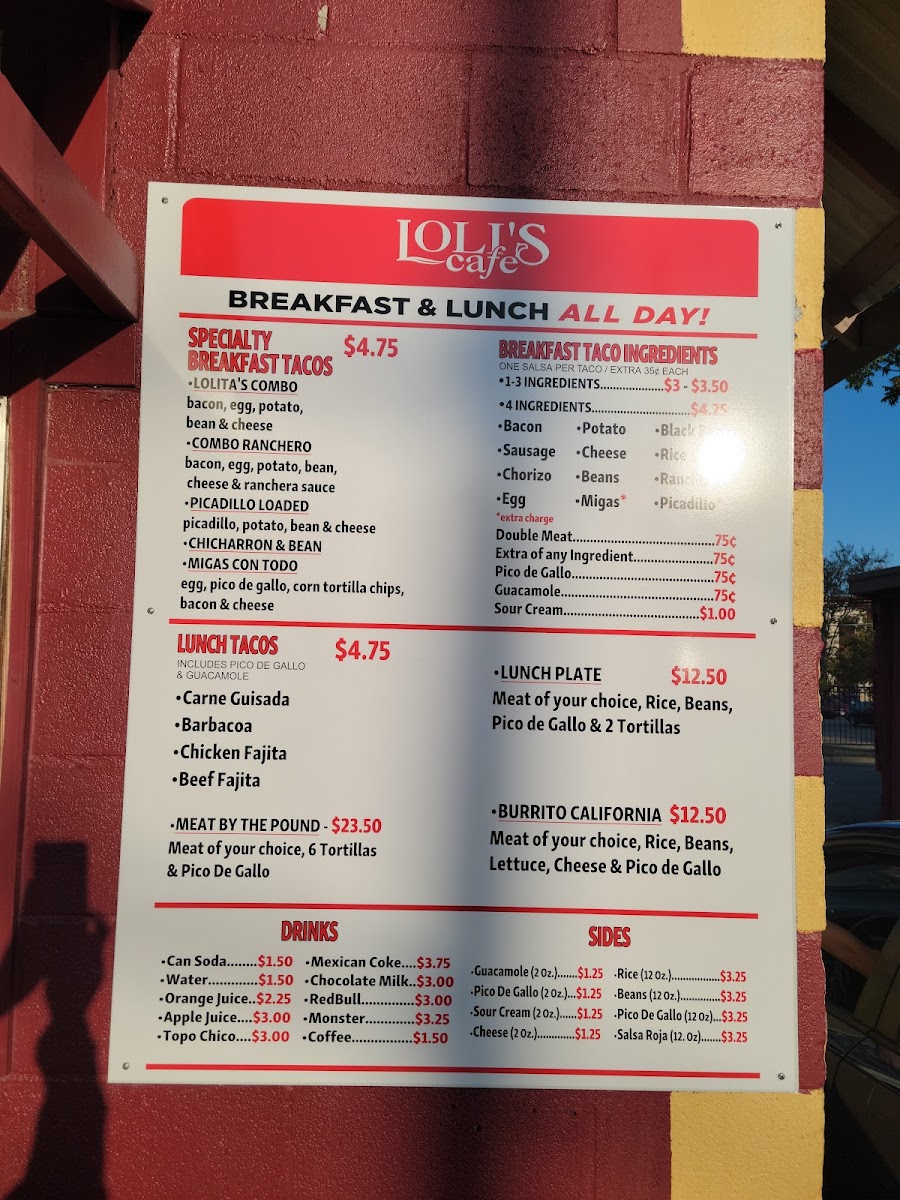 LOLI'S
cafe
BREAKFAST & LUNCH ALL DAY!
SPECIALTY
BREAKFAST TACOS
$4.75
•LOLITA'S COMBO
bacon, egg, potato,
bean & cheese
•COMBO RANCHERO
bacon, egg, potato, bean,
cheese & ranchera sauce
•PICADILLO LOADED
picadillo, potato, bean & cheese
•CHICHARRON & BEAN
•MIGAS CON TODO
egg, pico de gallo, corn tortilla chips,
bacon & cheese
BREAKFAST TACO INGREDIENTS
ONE SALSA PER TACO / EXTRA 35¢ EACH
•1-3 INGREDIENTS....................$3 - $3.50
•4 INGREDIENTS..............................$4.25
•Bacon •Potato •Black
•Sausage •Cheese •Rice
•Chorizo •Beans
•Egg •Migas* •Picadillo*
*extra charge
Double Meat..........................................75¢
Extra of any Ingredient........................75¢
Pico de Gallo..........................................75¢
Guacamole.............................................75¢
Sour Cream.........................................$1.00
LUNCH TACOS $4.75
INCLUDES PICO DE GALLO
& GUACAMOLE
•Carne Guisada
•Barbacoa
•Chicken Fajita
•Beef Fajita
•MEAT BY THE POUND - $23.50
Meat of your choice, 6 Tortillas
& Pico De Gallo
•LUNCH PLATE $12.50
Meat of your choice, Rice, Beans,
Pico de Gallo & 2 Tortillas
•BURRITO CALIFORNIA $12.50
Meat of your choice, Rice, Beans,
Lettuce, Cheese & Pico de Gallo
DRINKS
•Can Soda........$1.50
•Water.............$1.50
•Orange Juice..$2.25
•Apple Juice....$3.00
•Topo Chico....$3.00
•Mexican Coke....$3.75
•Chocolate Milk..$3.00
•RedBull.............$3.00
•Monster.............$3.25
•Coffee................$1.50
SIDES
•Guacamole (2 Oz.).......$1.25
•Pico De Gallo (2 Oz.)...$1.25
•Sour Cream (2 Oz.)......$1.25
•Cheese (2 Oz.)..............$1.25
•Rice (12 Oz.)...................$3.25
•Beans (12 Oz.)................$3.25
•Pico De Gallo (12 Oz)...$3.25
•Salsa Roja (12. Oz).......$3.25